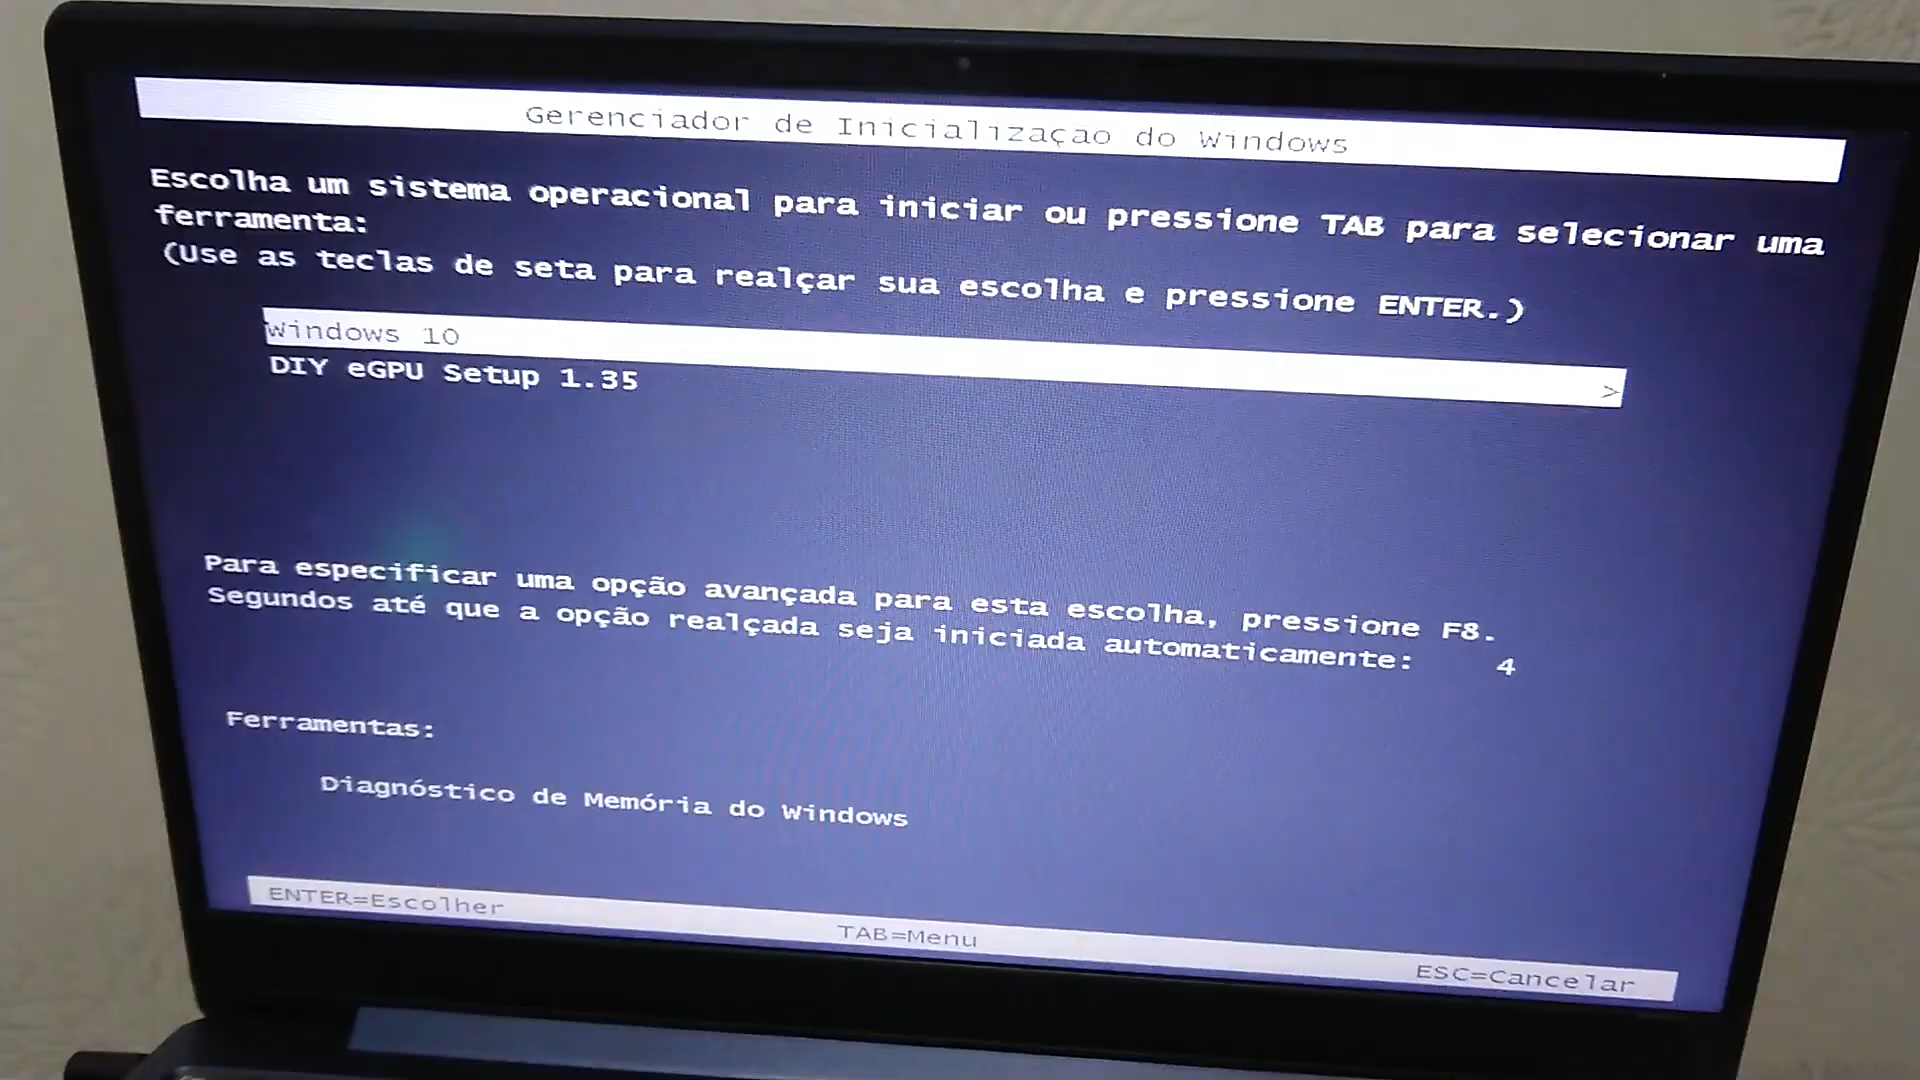 Gerenciador de Inicialização do Windows
Escolha um sistema operacional para iniciar ou pressione TAB para selecionar uma
ferramenta:
(Use as teclas de seta para realçar sua escolha e pressione ENTER.)
Windows 10 >
DIY eGPU Setup 1.35
Para especificar uma opção avançada para esta escolha, pressione F8.
Segundos até que a opção realçada seja iniciada automaticamente: 4
Ferramentas:
Diagnóstico de Memória do Windows
ENTER=Escolher TAB=Menu ESC=Cancelar